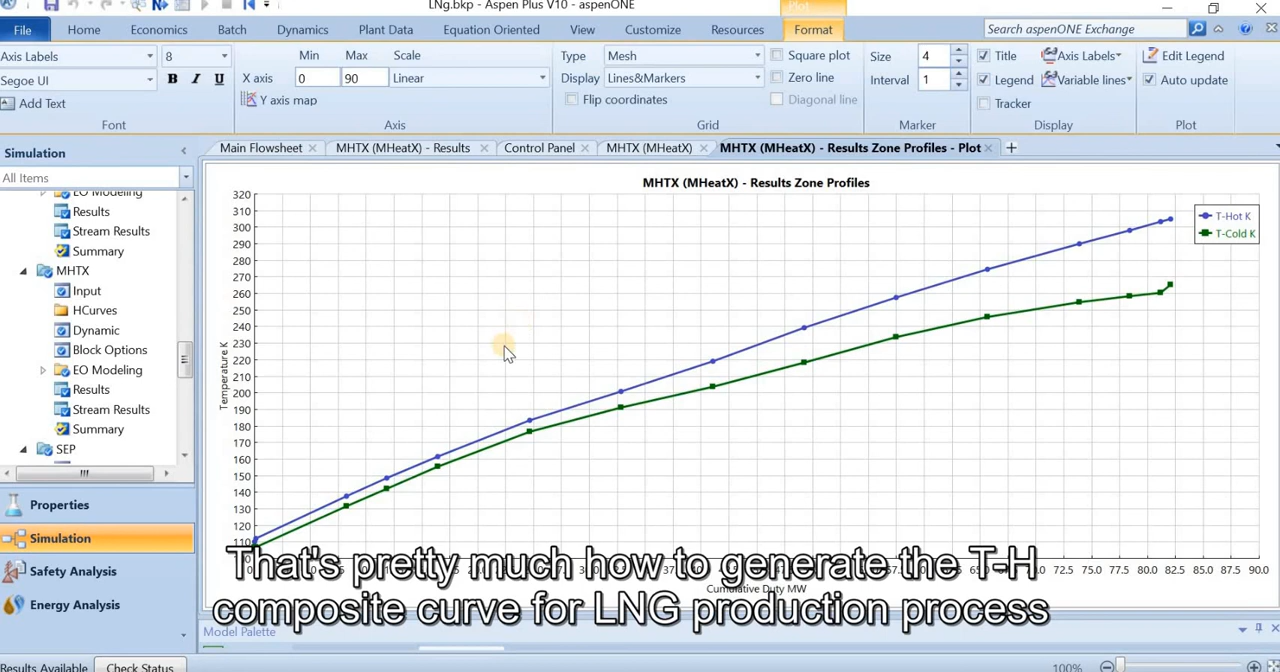 LNg.bkp - Aspen Plus V10 - aspenONE
Plot
File Home Economics Batch Dynamics Plant Data Equation Oriented View Customize Resources Format Search aspenONE Exchange
Axis Labels 8 Min Max Scale Type Mesh Square plot Size 4 Title Axis Labels Edit Legend
Segoe UI B I U X axis 0 90 Linear Display Lines&Markers Zero line Interval 1 Legend Variable lines Auto update
Add Text Y axis map Flip coordinates Diagonal line Tracker
Font Axis Grid Marker Display Plot
Simulation
All Items
EO Modeling
Results
Stream Results
Summary
MHTX
Input
HCurves
Dynamic
Block Options
EO Modeling
Results
Stream Results
Summary
SEP
Properties
Simulation
Safety Analysis
Energy Analysis
Main Flowsheet MHTX (MHeatX) - Results Control Panel MHTX (MHeatX) MHTX (MHeatX) - Results Zone Profiles - Plot
MHTX (MHeatX) - Results Zone Profiles
T-Hot K
T-Cold K
320
310
300
290
280
270
260
250
240
230
220
210
200
190
180
170
160
150
140
130
120
110
Temperature K
62.5 65.0 67.5 70.0 72.5 75.0 77.5 80.0 82.5 85.0 87.5 90.0
Cumulative Duty MW
That's pretty much how to generate the T-H
composite curve for LNG production process
Model Palette
Results Available Check Status 100%